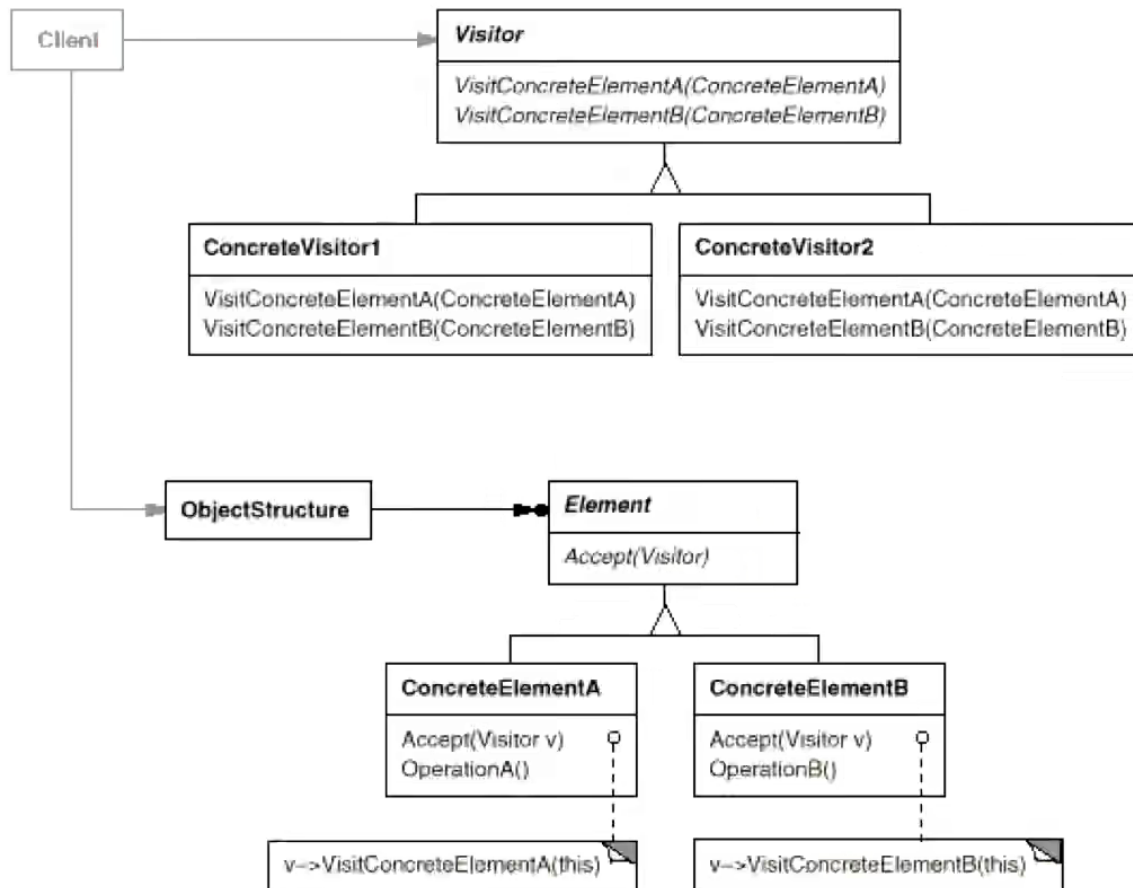 Client
Visitor
VisitConcreteElementA(ConcreteElementA)
VisitConcreteElementB(ConcreteElementB)
ConcreteVisitor1
VisitConcreteElementA(ConcreteElementA)
VisitConcreteElementB(ConcreteElementB)
ConcreteVisitor2
VisitConcreteElementA(ConcreteElementA)
VisitConcreteElementB(ConcreteElementB)
ObjectStructure
Element
Accept(Visitor)
ConcreteElementA
Accept(Visitor v)
OperationA()
ConcreteElementB
Accept(Visitor v)
OperationB()
v->VisitConcreteElementA(this)
v->VisitConcreteElementB(this)